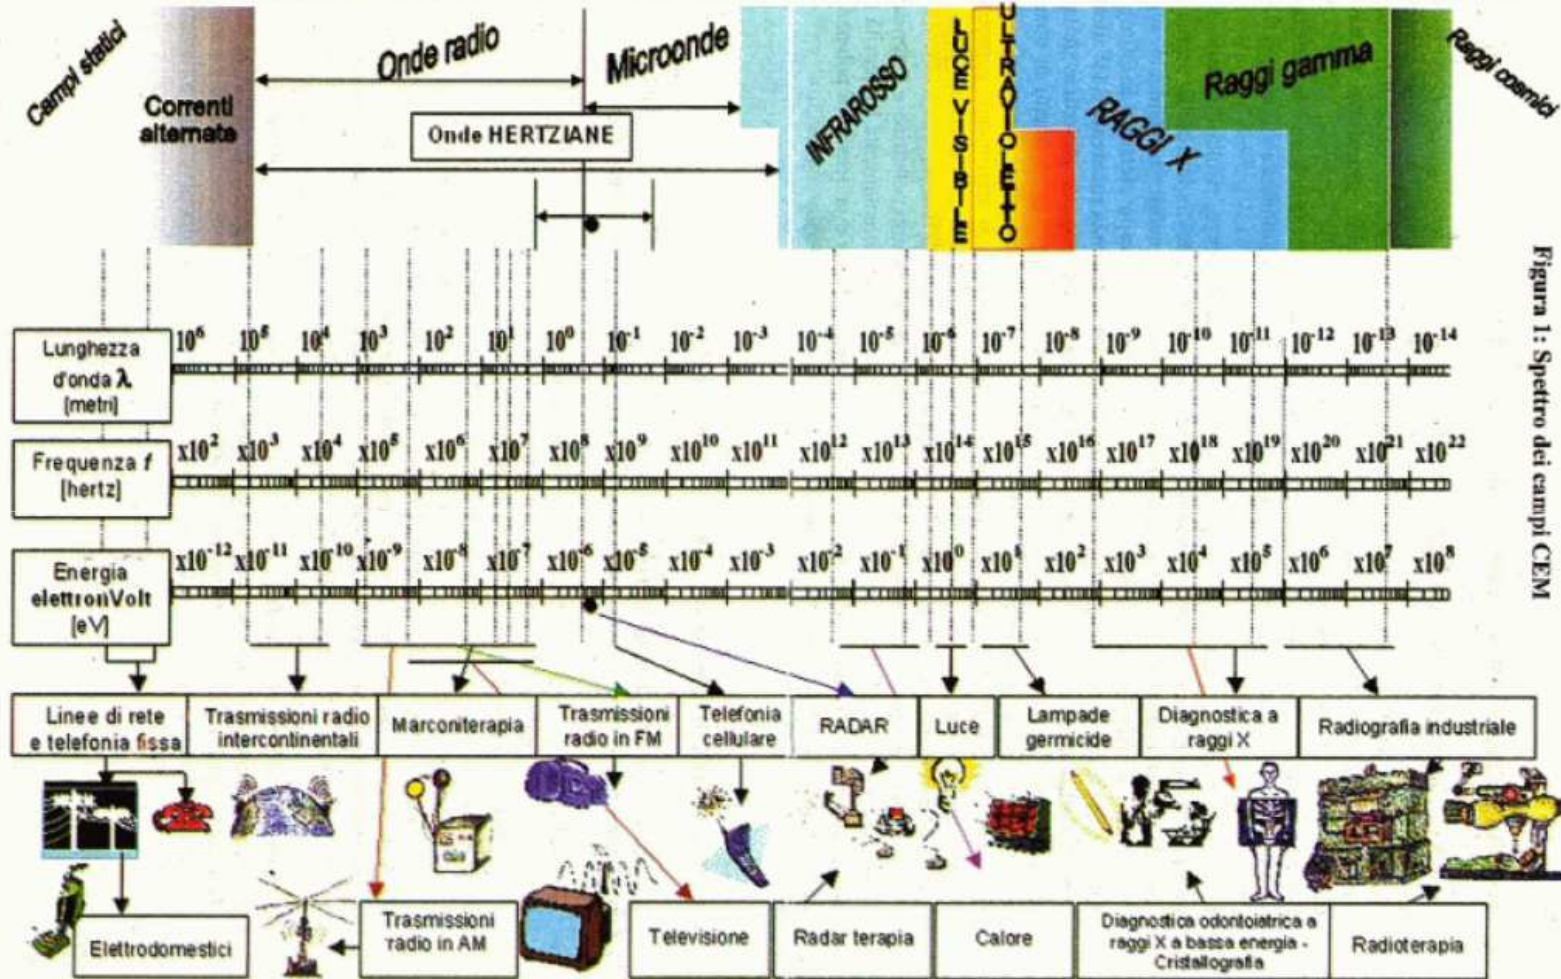 Campi statici
Correnti
alternate
Onde radio
Microonde
Onde HERTZIANE
INFRAROSSO
LUCE VISIBILE
ULTRAVIOLETTO
RAGGI X
Raggi gamma
Raggi cosmici
Figura 1: Spettro dei campi CEM
Lunghezza
d'onda λ
[metri]
10⁶ 10⁵ 10⁴ 10³ 10² 10¹ 10⁰ 10⁻¹ 10⁻² 10⁻³ 10⁻⁴ 10⁻⁵ 10⁻⁶ 10⁻⁷ 10⁻⁸ 10⁻⁹ 10⁻¹⁰ 10⁻¹¹ 10⁻¹² 10⁻¹³ 10⁻¹⁴
Frequenza f
[hertz]
x10² x10³ x10⁴ x10⁵ x10⁶ x10⁷ x10⁸ x10⁹ x10¹⁰ x10¹¹ x10¹² x10¹³ x10¹⁴ x10¹⁵ x10¹⁶ x10¹⁷ x10¹⁸ x10¹⁹ x10²⁰ x10²¹ x10²²
Energia
elettronVolt
[eV]
x10⁻¹² x10⁻¹¹ x10⁻¹⁰ x10⁻⁹ x10⁻⁸ x10⁻⁷ x10⁻⁶ x10⁻⁵ x10⁻⁴ x10⁻³ x10⁻² x10⁻¹ x10⁰ x10¹ x10² x10³ x10⁴ x10⁵ x10⁶ x10⁷ x10⁸
Linee di rete
e telefonia fissa
Trasmissioni radio
intercontinentali
Marconiterapia
Trasmissioni
radio in FM
Telefonia
cellulare
RADAR
Luce
Lampade
germicide
Diagnostica a
raggi X
Radiografia industriale
Elettrodomestici
Trasmissioni
radio in AM
Televisione
Radar terapia
Calore
Diagnostica odontoiatrica a
raggi X a bassa energia -
Cristallografia
Radioterapia